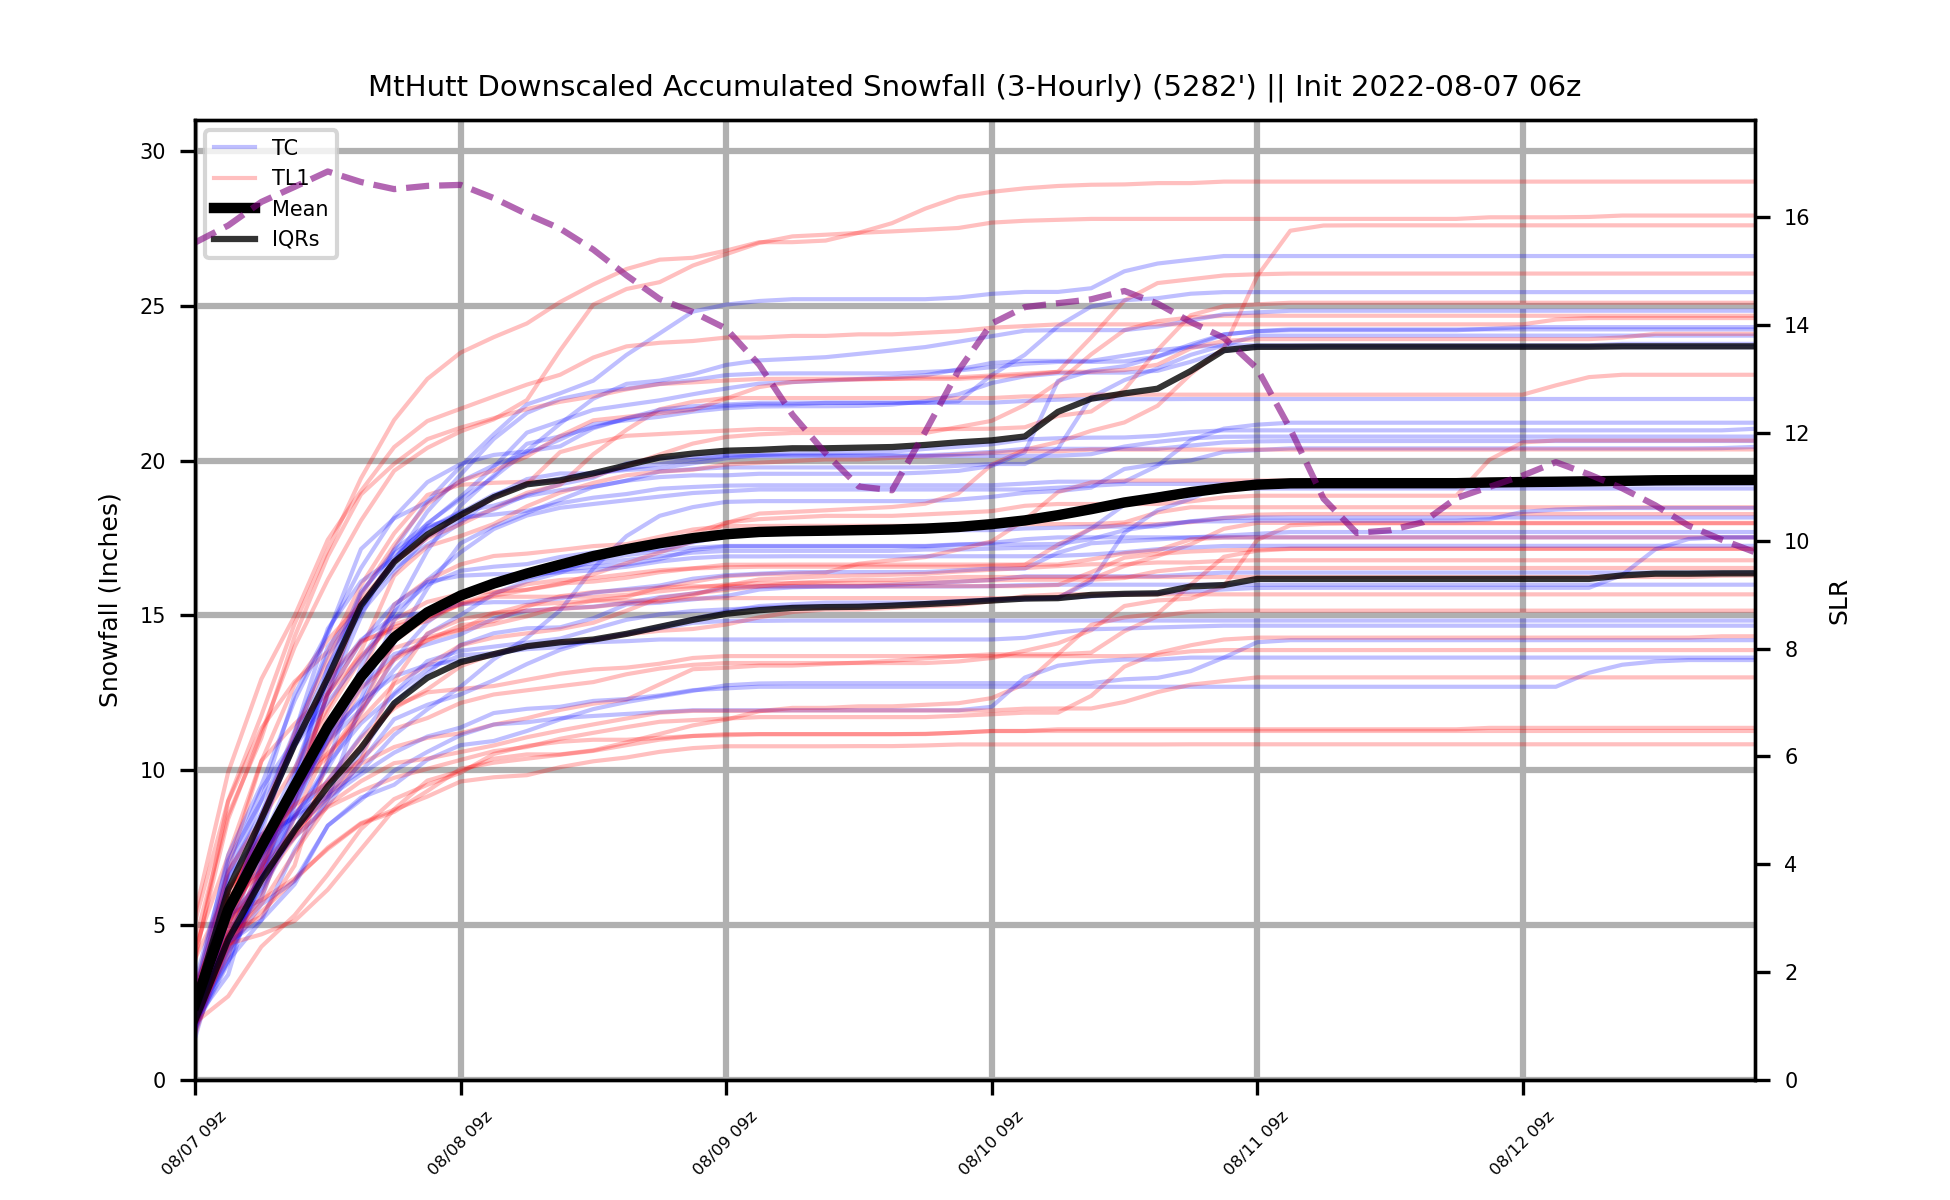 MtHutt Downscaled Accumulated Snowfall (3-Hourly) (5282') || Init 2022-08-07 06z
TC
TL1
Mean
IQRs
Snowfall (Inches)
30
25
20
15
10
5
0
16
14
12
10
8
6
4
2
0
SLR
08/07 09z
08/08 09z
08/09 09z
08/10 09z
08/11 09z
08/12 09z